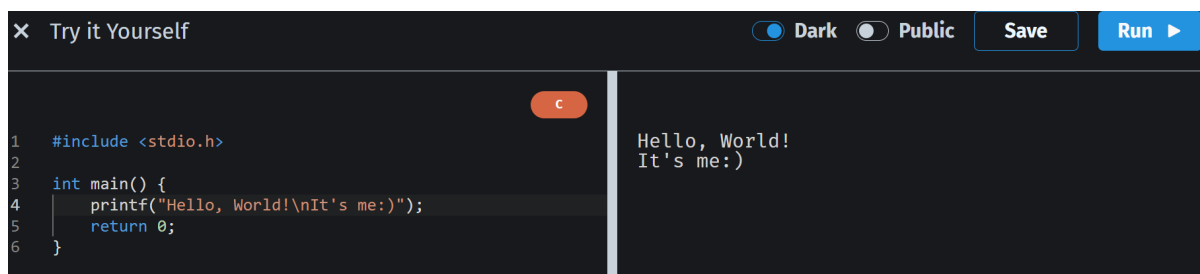 × Try it Yourself Dark Public Save Run
C
1 #include <stdio.h>
2
3 int main() {
4     printf("Hello, World!\nIt's me:)");
5     return 0;
6 }
Hello, World!
It's me:)